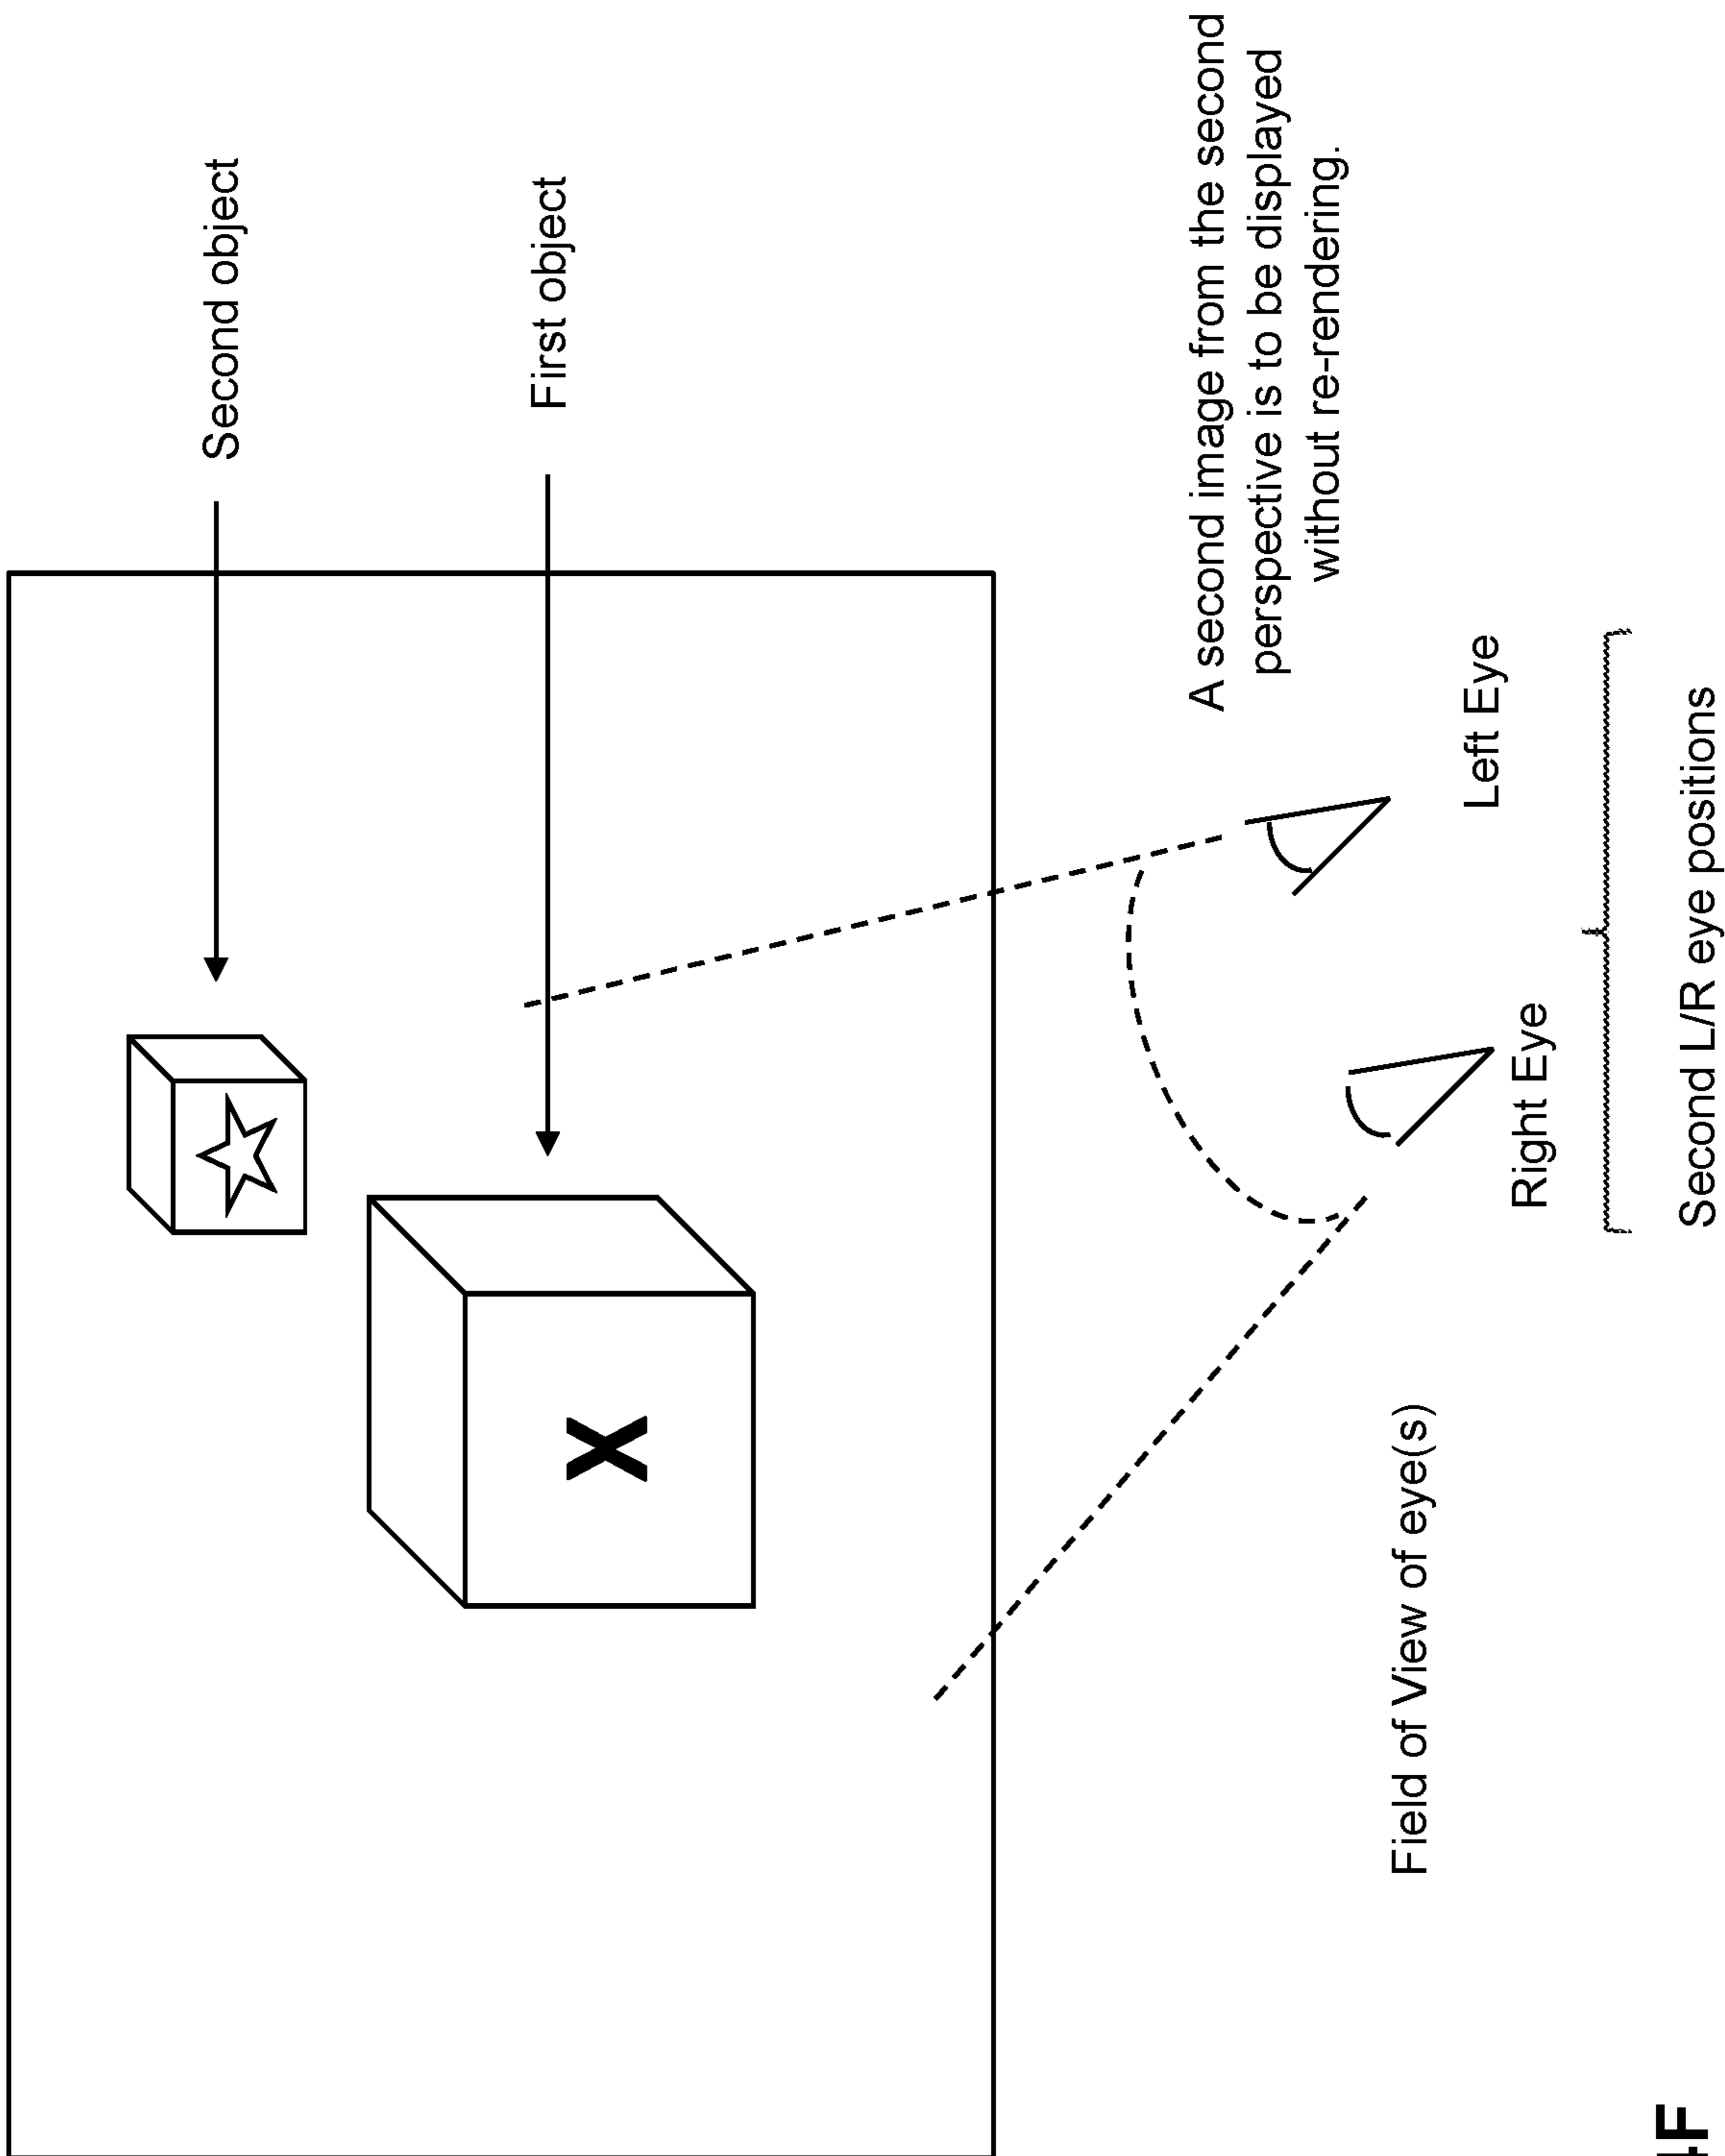 Second object
First object
X
A second image from the second
perspective is to be displayed
without re-rendering.
Field of View of eye(s)
Left Eye
Right Eye
Second L/R eye positions